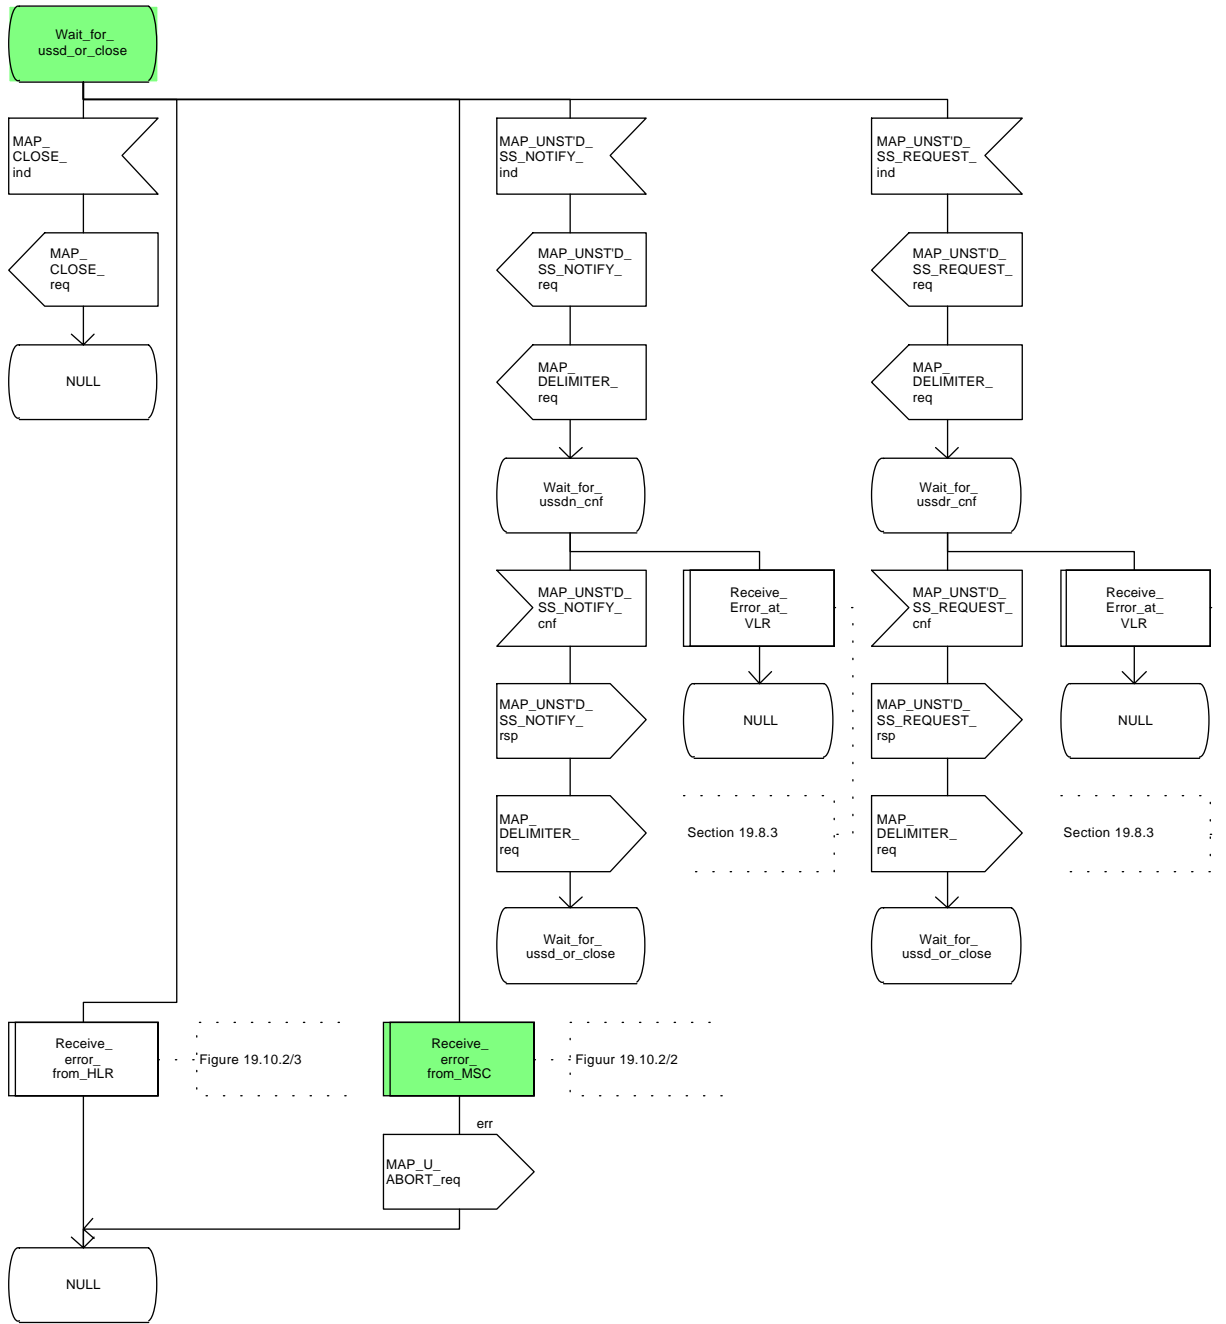 Wait_for_
ussd_or_close
MAP_
CLOSE_
ind
MAP_UNST'D_
SS_NOTIFY_
ind
MAP_UNST'D_
SS_REQUEST_
ind
MAP_
CLOSE_
req
MAP_UNST'D_
SS_NOTIFY_
req
MAP_UNST'D_
SS_REQUEST_
req
NULL
MAP_
DELIMITER_
req
MAP_
DELIMITER_
req
Wait_for_
ussdn_cnf
Wait_for_
ussdr_cnf
MAP_UNST'D_
SS_NOTIFY_
cnf
Receive_
Error_at_
VLR
MAP_UNST'D_
SS_REQUEST_
cnf
Receive_
Error_at_
VLR
MAP_UNST'D_
SS_NOTIFY_
rsp
NULL
MAP_UNST'D_
SS_REQUEST_
rsp
NULL
MAP_
DELIMITER_
req
Section 19.8.3
MAP_
DELIMITER_
req
Section 19.8.3
Wait_for_
ussd_or_close
Wait_for_
ussd_or_close
Receive_
error_
from_HLR
Figure 19.10.2/3
Receive_
error_
from_MSC
Figuur 19.10.2/2
err
MAP_U_
ABORT_req
NULL